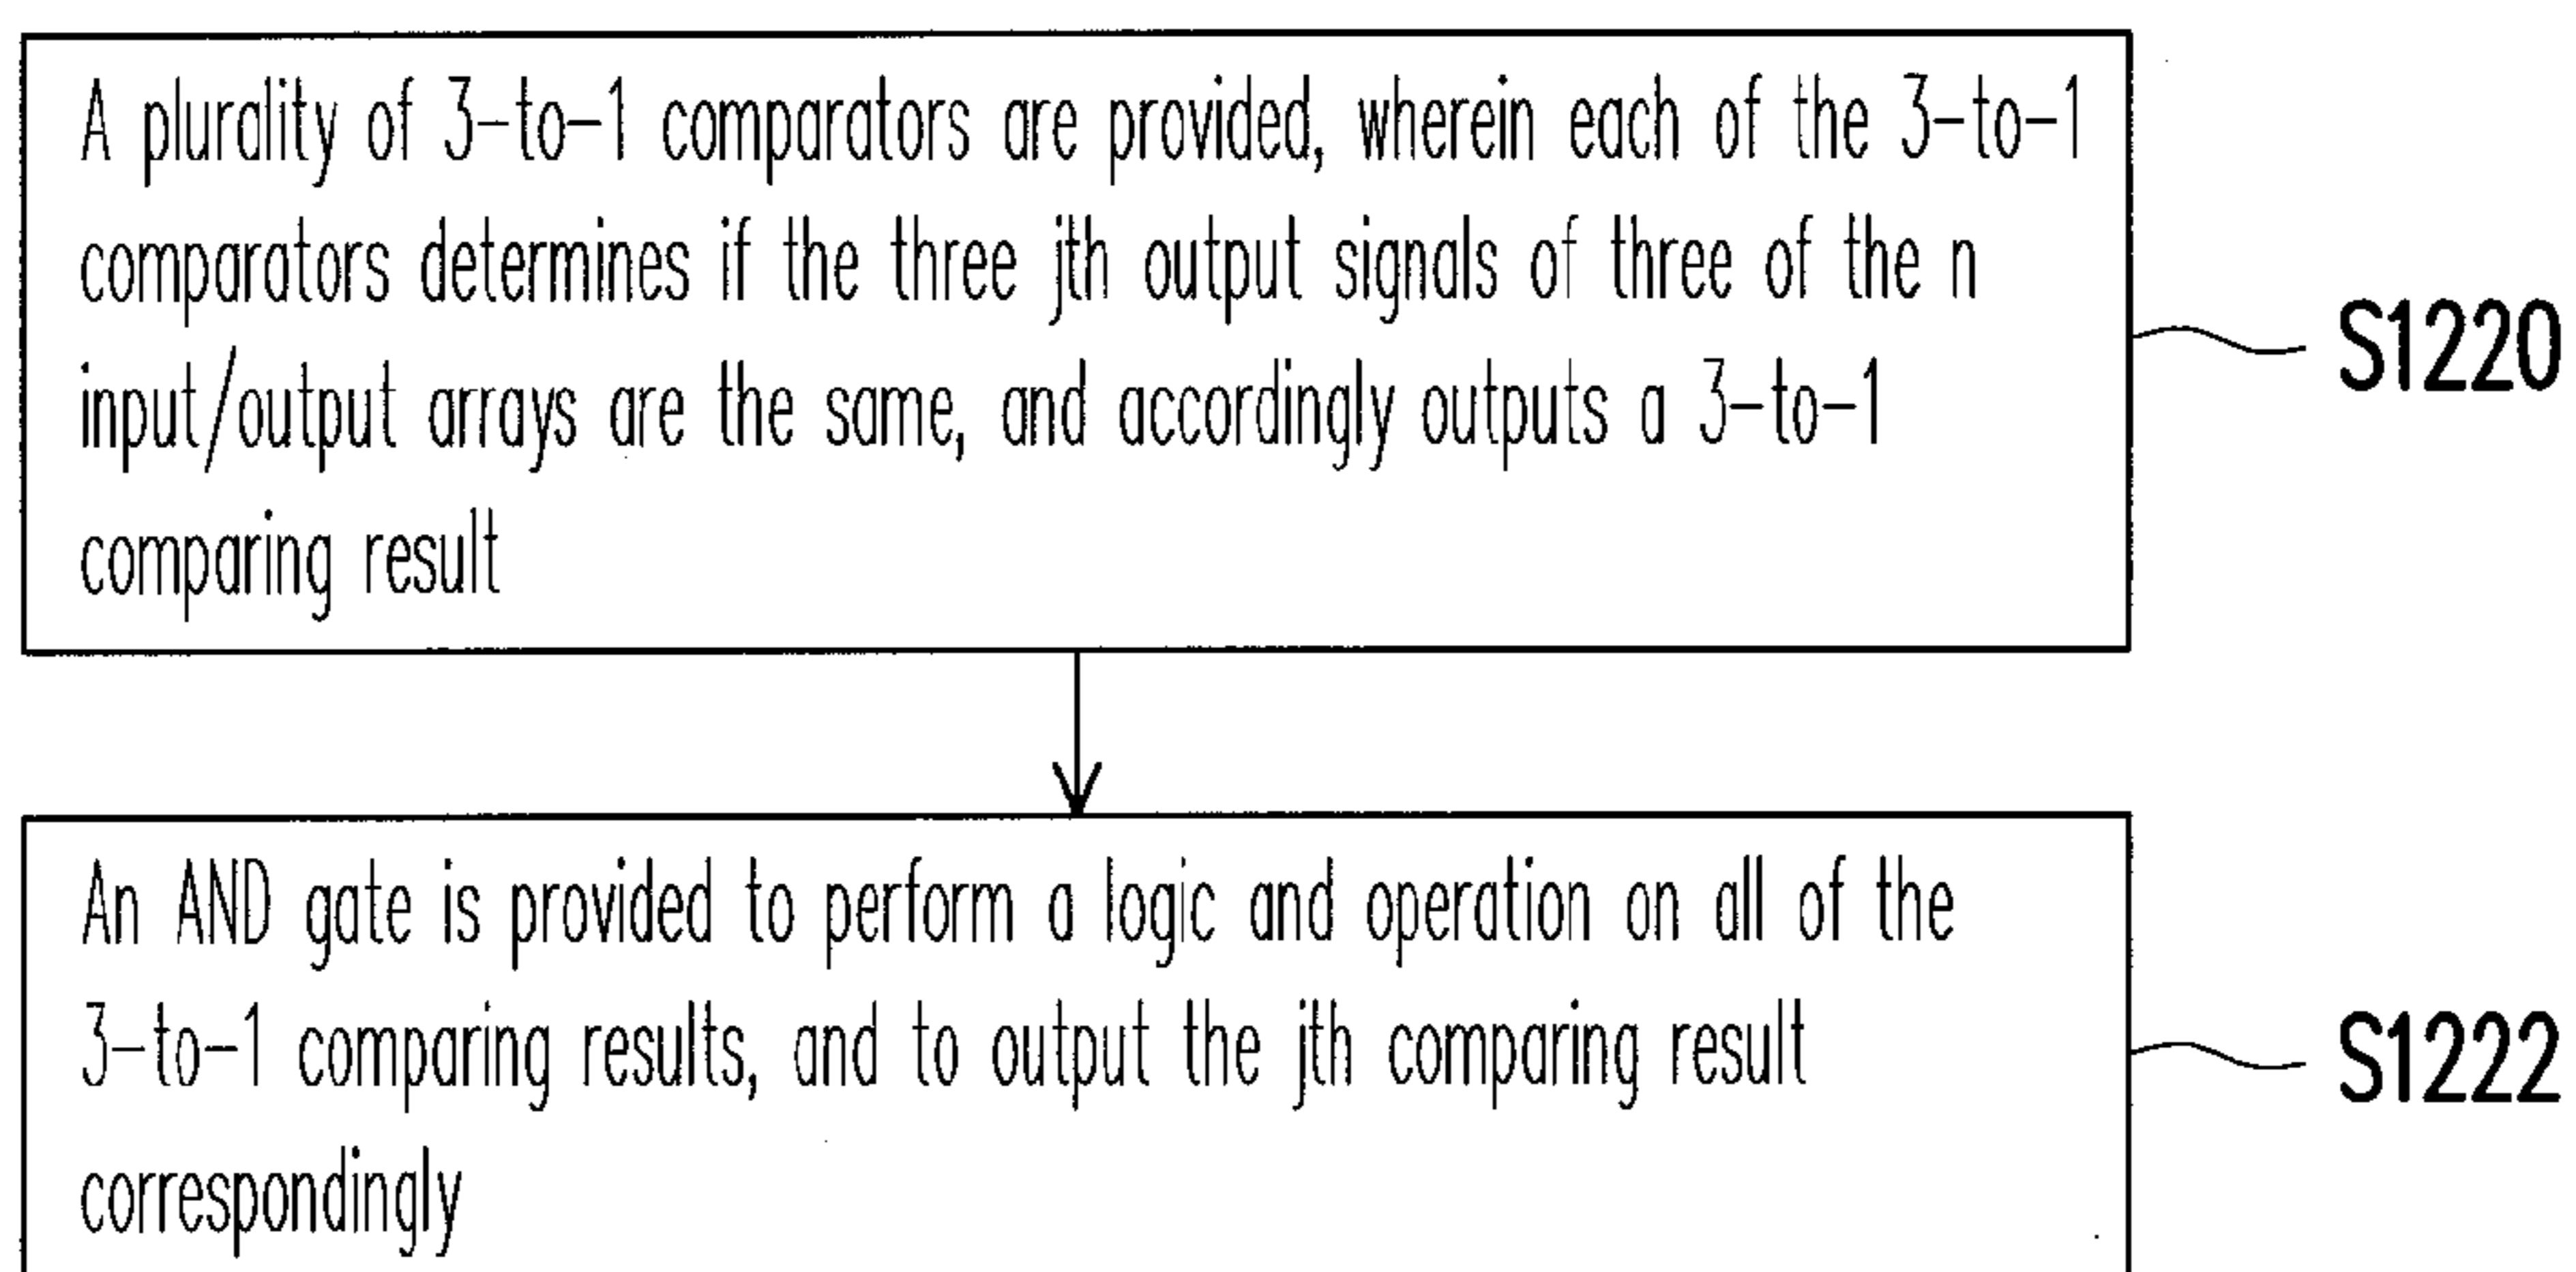 A plurality of 3-to-1 comparators are provided, wherein each of the 3-to-1
comparators determines if the three jth output signals of three of the n
input/output arrays are the same, and accordingly outputs a 3-to-1
comparing result
S1220
An AND gate is provided to perform a logic and operation on all of the
3-to-1 comparing results, and to output the jth comparing result
correspondingly
S1222